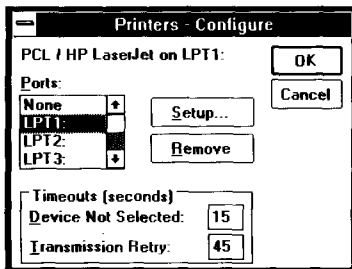 Printers - Configure
PCL / HP LaserJet on LPT1:
OK
Cancel
Ports:
None
LPT1:
LPT2:
LPT3:
Setup...
Remove
Timeouts (seconds)
Device Not Selected: 15
Transmission Retry: 45